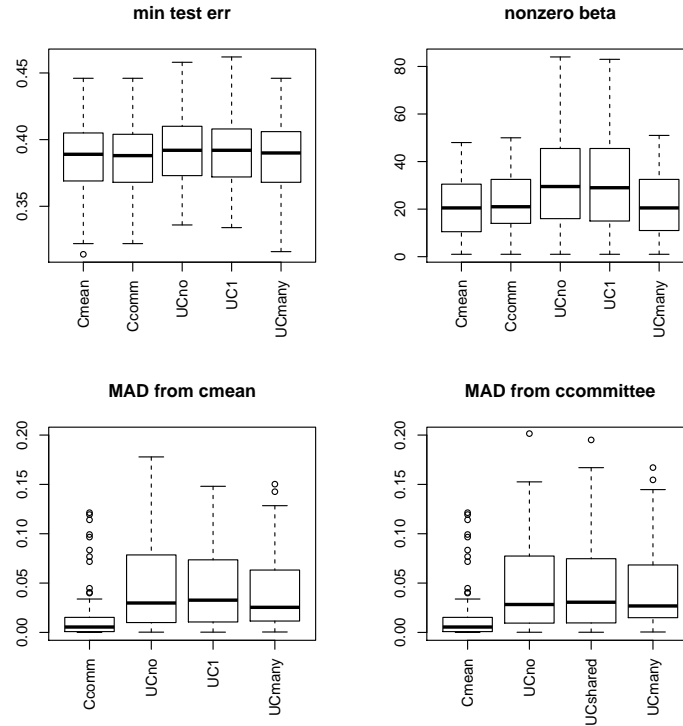 min test err
0.35 0.40 0.45
Cmean Ccomm UCno UC1 UCmany
nonzero beta
0 20 40 60 80
Cmean Ccomm UCno UC1 UCmany
MAD from cmean
0.00 0.05 0.10 0.15 0.20
Ccomm UCno UC1 UCmany
MAD from ccommittee
0.00 0.05 0.10 0.15 0.20
Cmean UCno UCshared UCmany